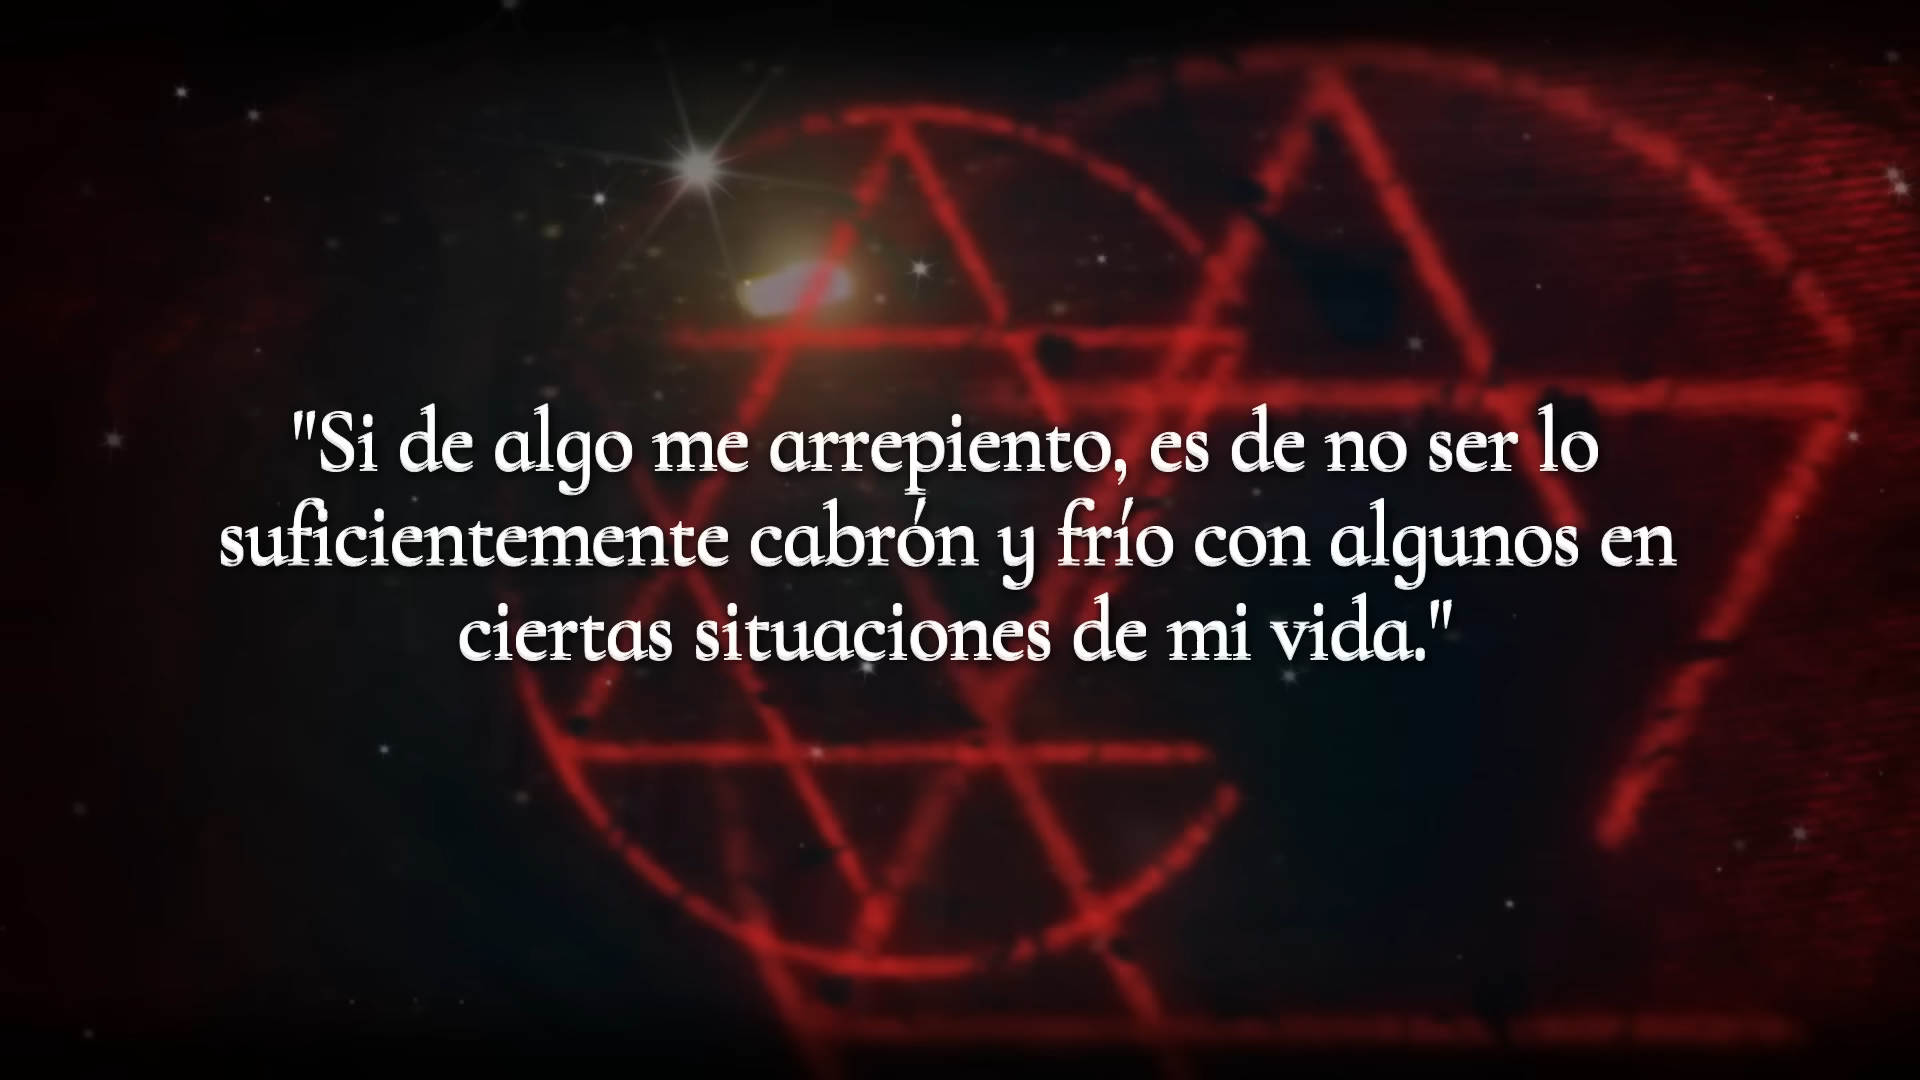 "Si de algo me arrepiento, es de no ser lo
suficientemente cabrón y frío con algunos en
ciertas situaciones de mi vida."